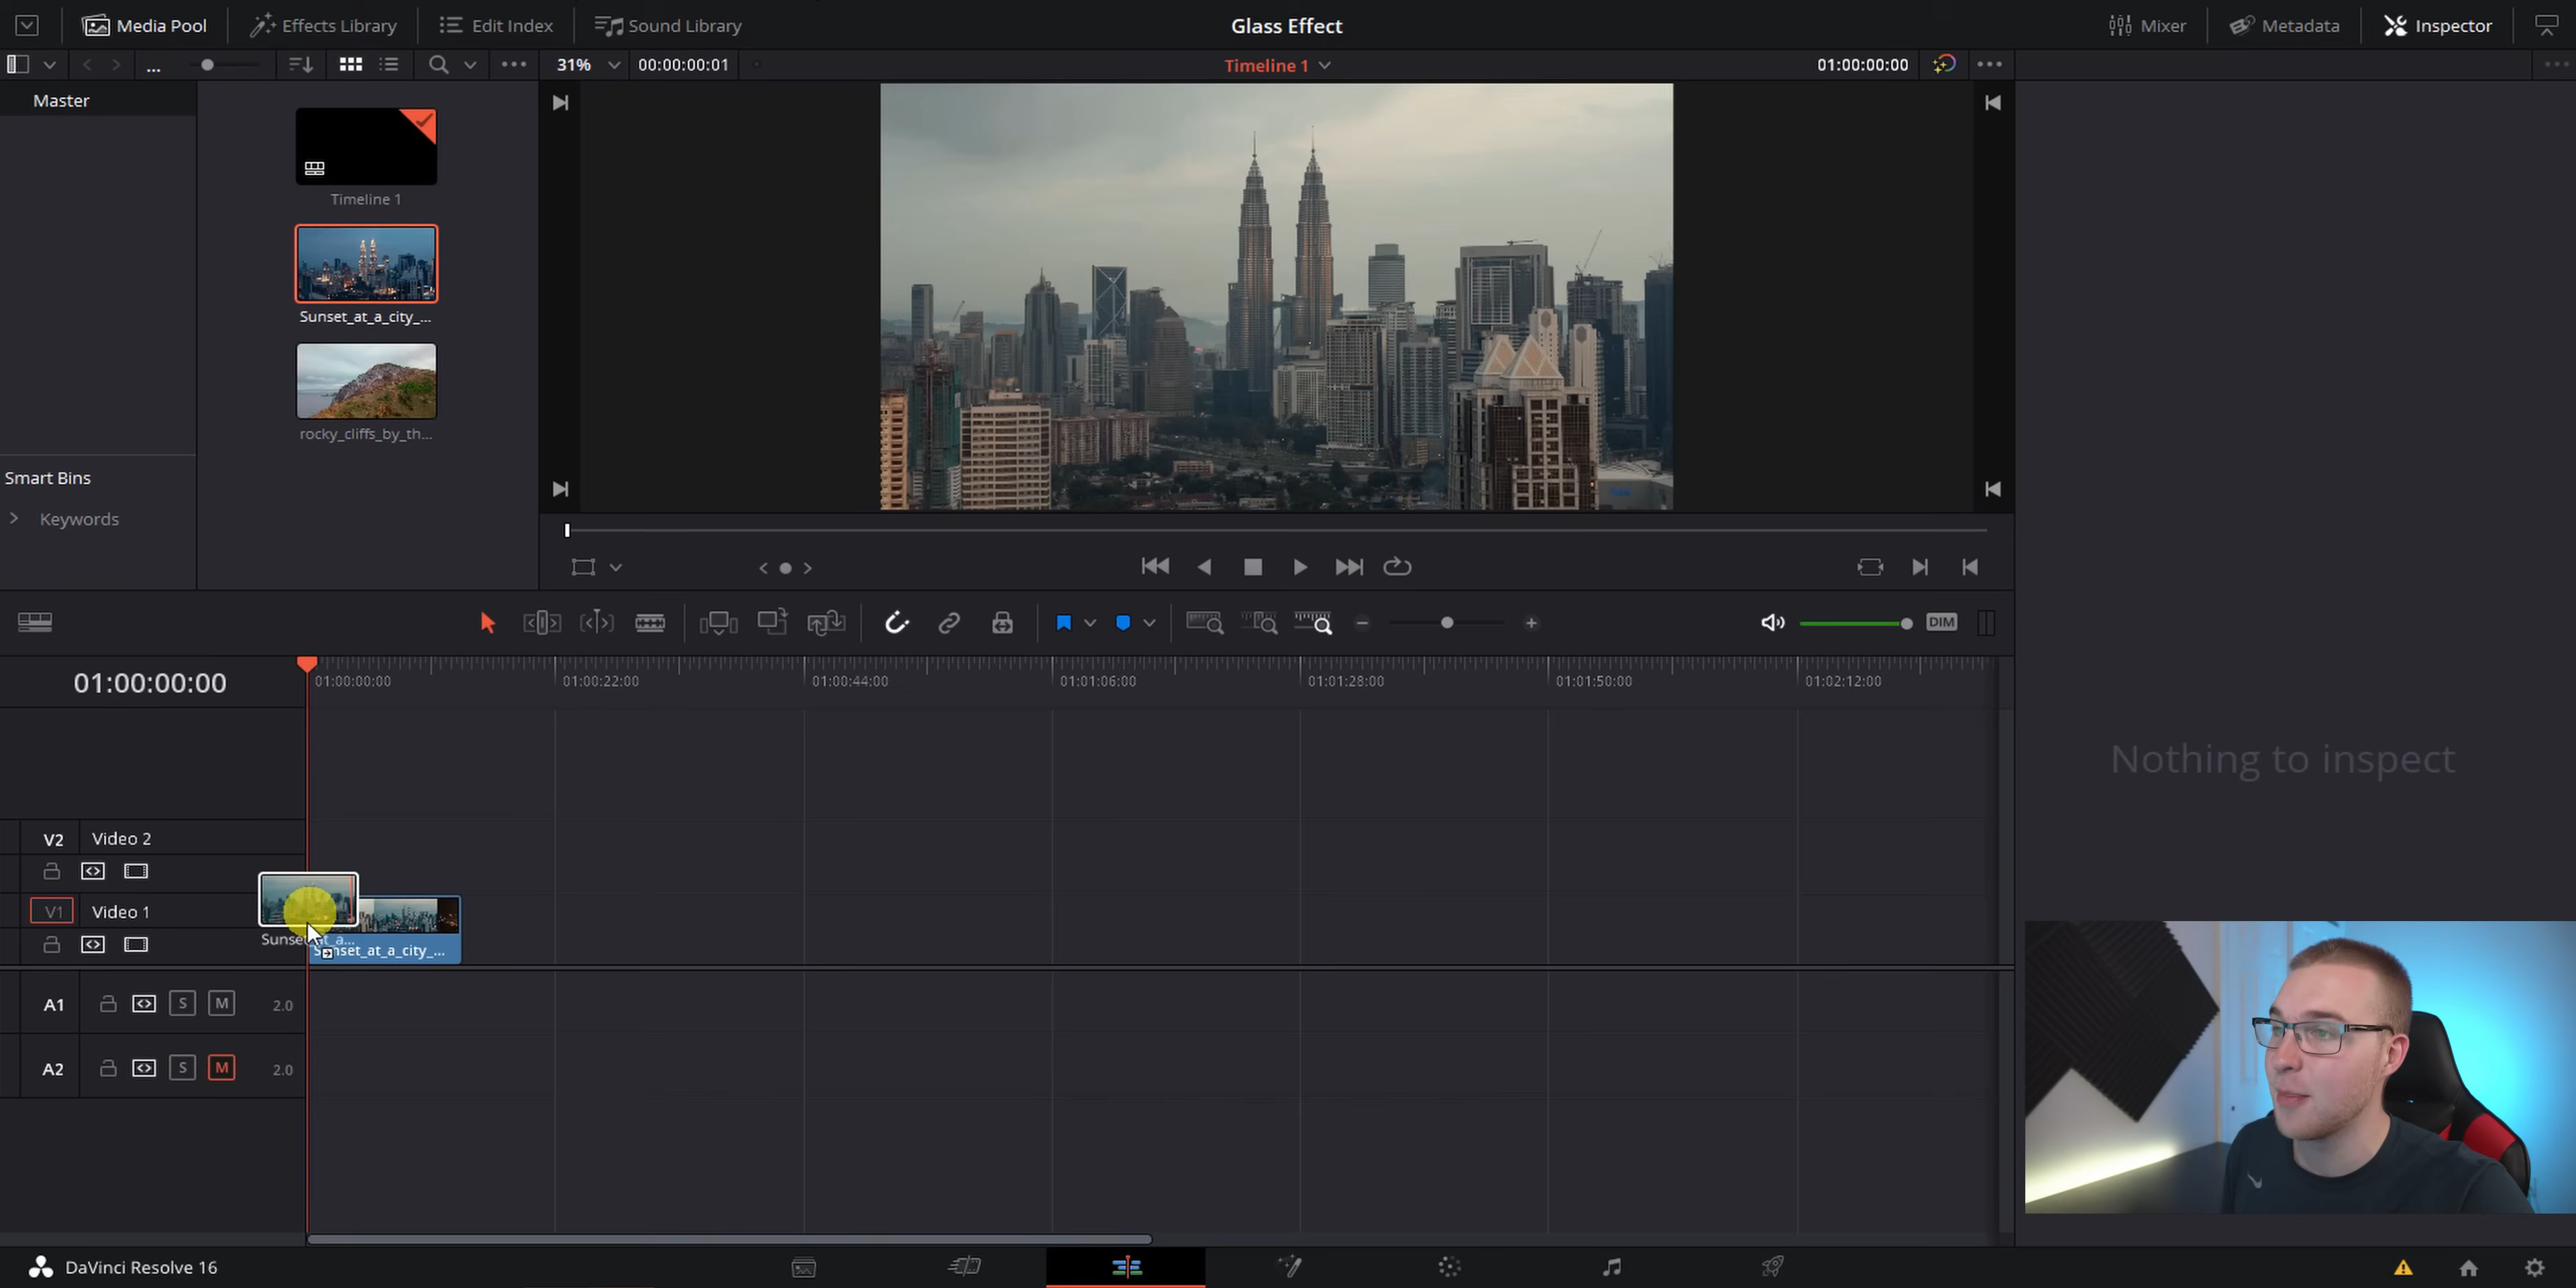 Media Pool
Effects Library
Edit Index
Sound Library
Glass Effect
Mixer
Metadata
Inspector
31%
00:00:00:01
Timeline 1
01:00:00:00
Master
Timeline 1
Sunset_at_a_city_...
rocky_cliffs_by_th...
Smart Bins
Keywords
DIM
01:00:00:00
01:00:00:00
01:00:22:00
01:00:44:00
01:01:06:00
01:01:28:00
01:01:50:00
01:02:12:00
Nothing to inspect
V2
Video 2
V1
Video 1
Sunset_at_a_city_...
A1
S
M
2.0
A2
S
M
2.0
DaVinci Resolve 16